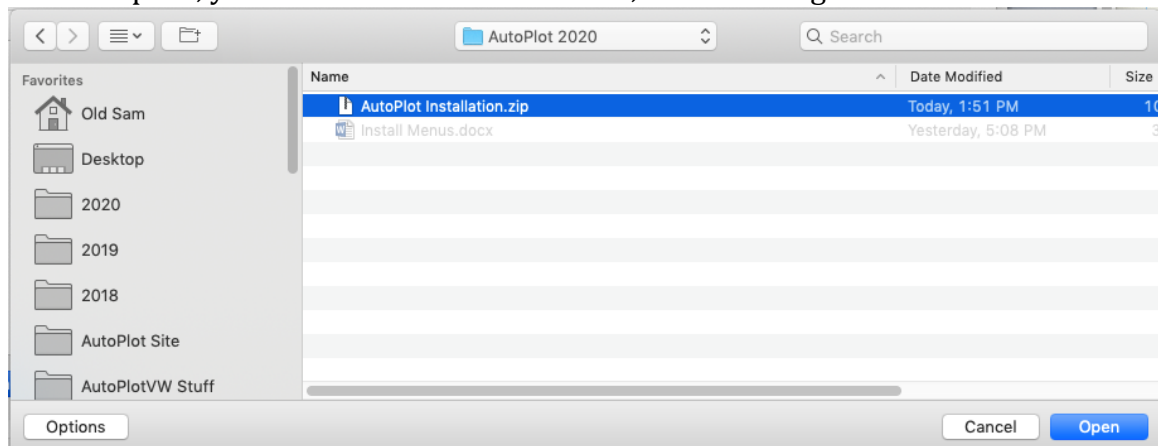 AutoPlot 2020
Search
Favorites
Old Sam
Desktop
2020
2019
2018
AutoPlot Site
AutoPlotVW Stuff
Name Date Modified Size
AutoPlot Installation.zip Today, 1:51 PM
Install Menus.docx Yesterday, 5:08 PM
Options Cancel Open